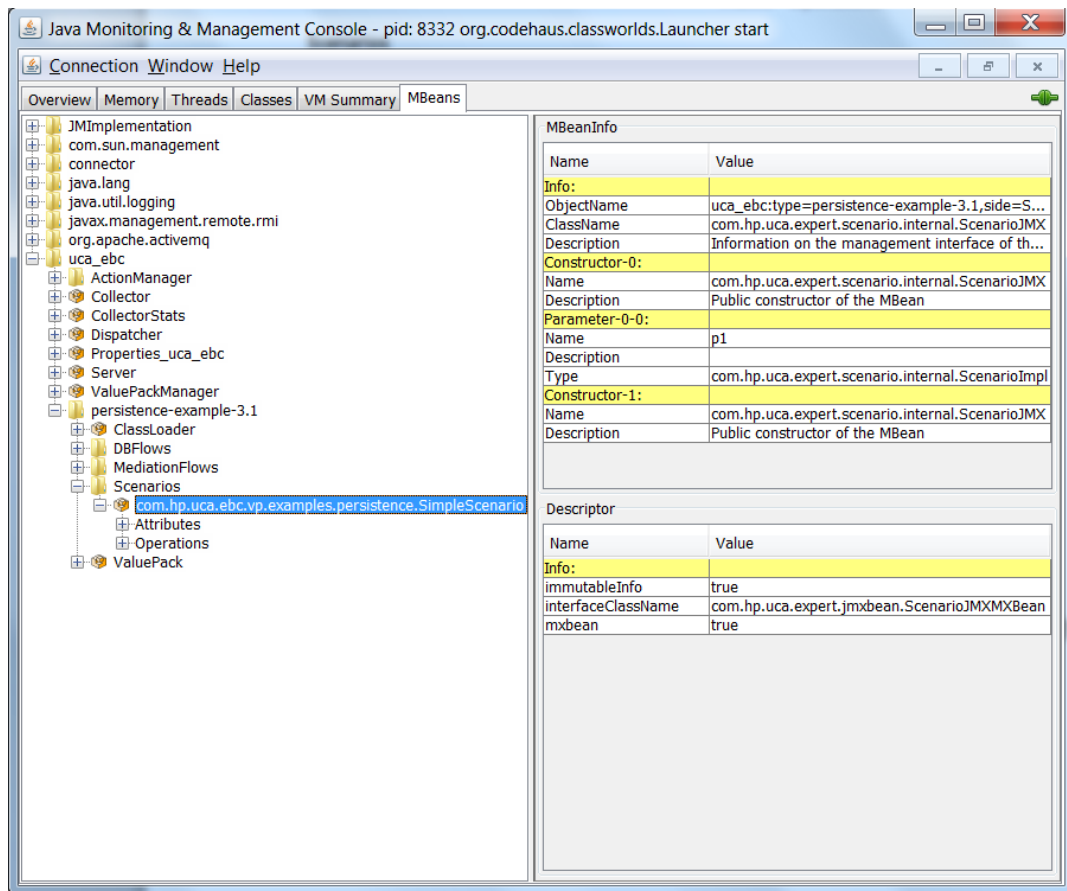 Java Monitoring & Management Console - pid: 8332 org.codehaus.classworlds.Launcher start
Connection Window Help
Overview Memory Threads Classes VM Summary MBeans
JMImplementation
com.sun.management
connector
java.lang
java.util.logging
javax.management.remote.rmi
org.apache.activemq
uca_ebc
ActionManager
Collector
CollectorStats
Dispatcher
Properties_uca_ebc
Server
ValuePackManager
persistence-example-3.1
ClassLoader
DBFlows
MediationFlows
Scenarios
com.hp.uca.ebc.vp.examples.persistence.SimpleScenario
Attributes
Operations
ValuePack
MBeanInfo
Name Value
Info:
ObjectName uca_ebc:type=persistence-example-3.1,side=S...
ClassName com.hp.uca.expert.scenario.internal.ScenarioJMX
Description Information on the management interface of th...
Constructor-0:
Name com.hp.uca.expert.scenario.internal.ScenarioJMX
Description Public constructor of the MBean
Parameter-0-0:
Name p1
Description
Type com.hp.uca.expert.scenario.internal.ScenarioImpl
Constructor-1:
Name com.hp.uca.expert.scenario.internal.ScenarioJMX
Description Public constructor of the MBean
Descriptor
Name Value
Info:
immutableInfo true
interfaceClassName com.hp.uca.expert.jmxbean.ScenarioJMXMXBean
mxbean true